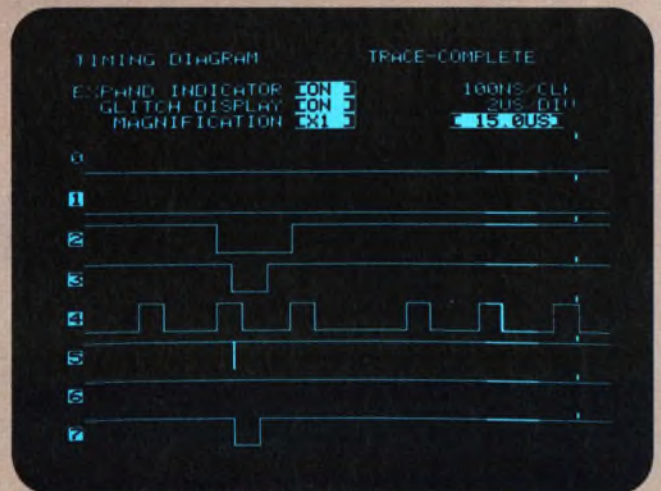 TIMING DIAGRAM TRACE-COMPLETE
EXPAND INDICATOR [ON ] 100NS/CLK
GLITCH DISPLAY [ON ] 2US/DIV
MAGNIFICATION [X1 ] [ 15.0US]
0
1
2
3
4
5
6
7